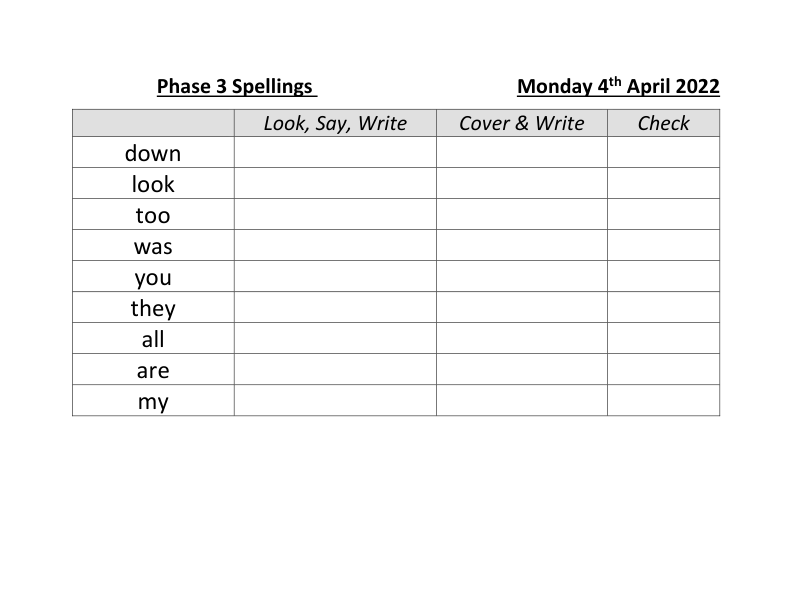 Phase 3 Spellings Monday 4th April 2022
Look, Say, Write Cover & Write Check
down
look
too
was
you
they
all
are
my